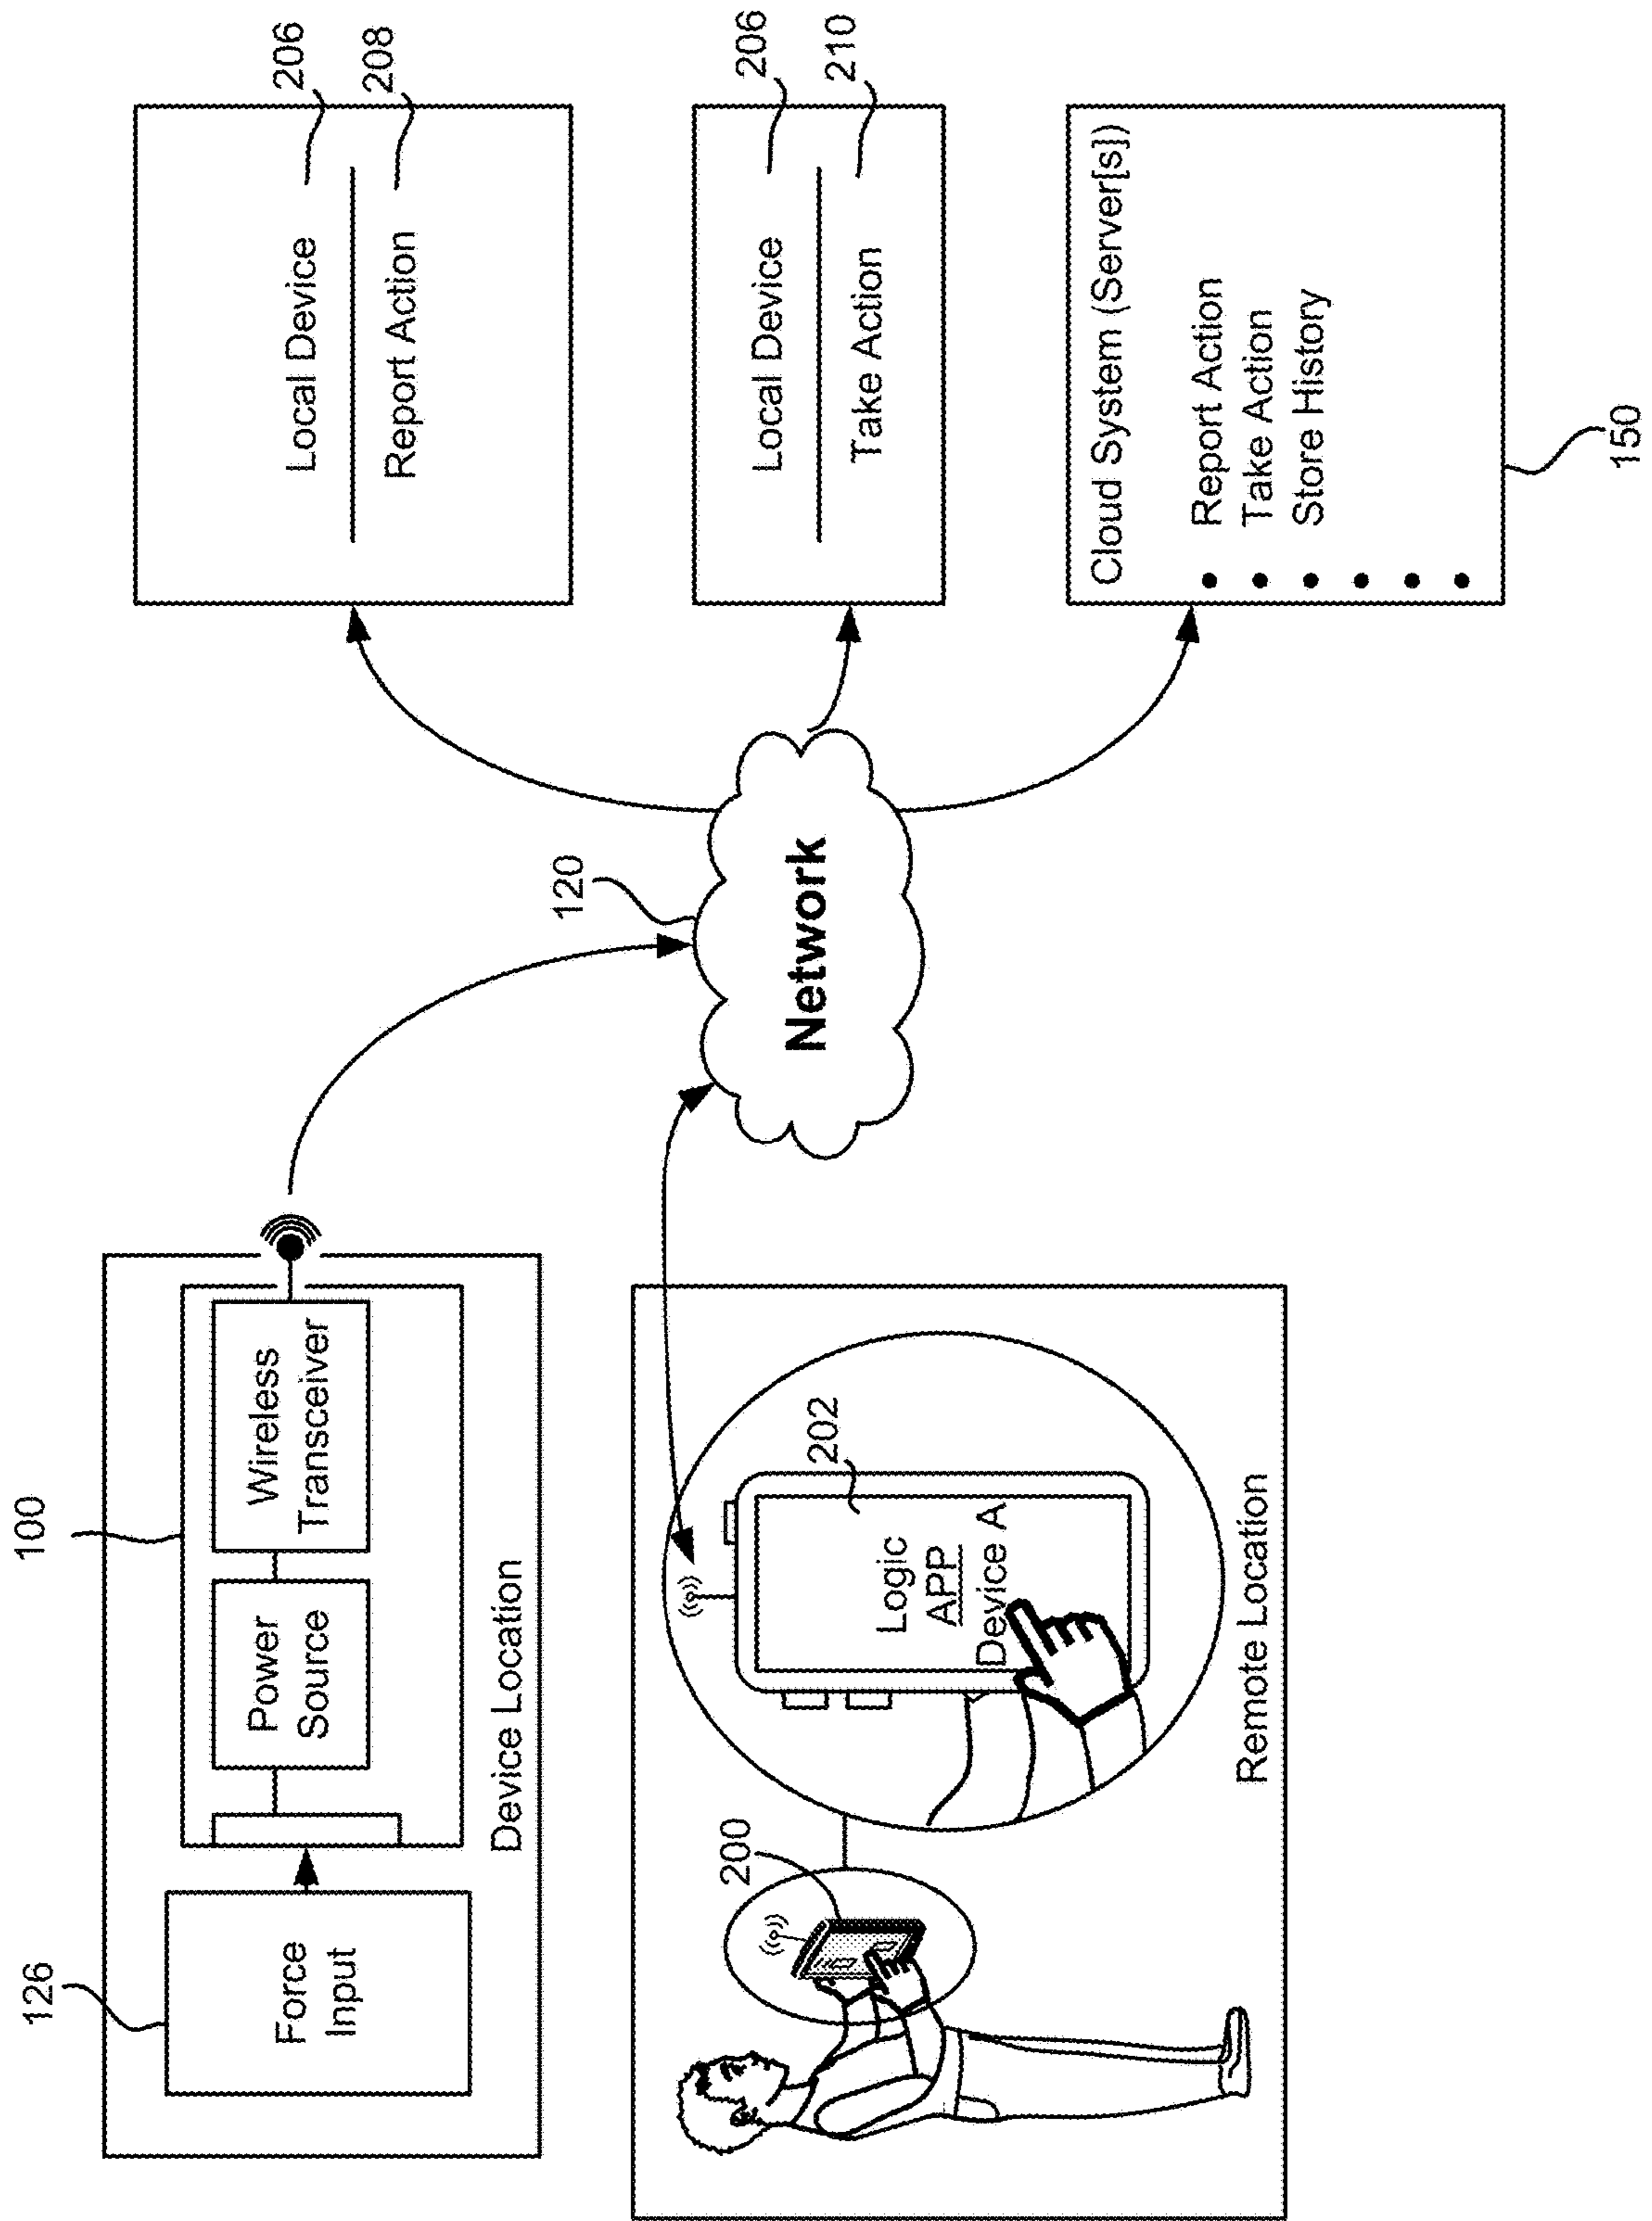 126
Force
Input
100
Power
Source
Wireless
Transceiver
Device Location
200
202
Logic
APP
Device A
Remote Location
120
Network
206
Local Device
208
Report Action
206
Local Device
210
Take Action
Cloud System (Server[s])
• Report Action
• Take Action
• Store History
•
•
•
150